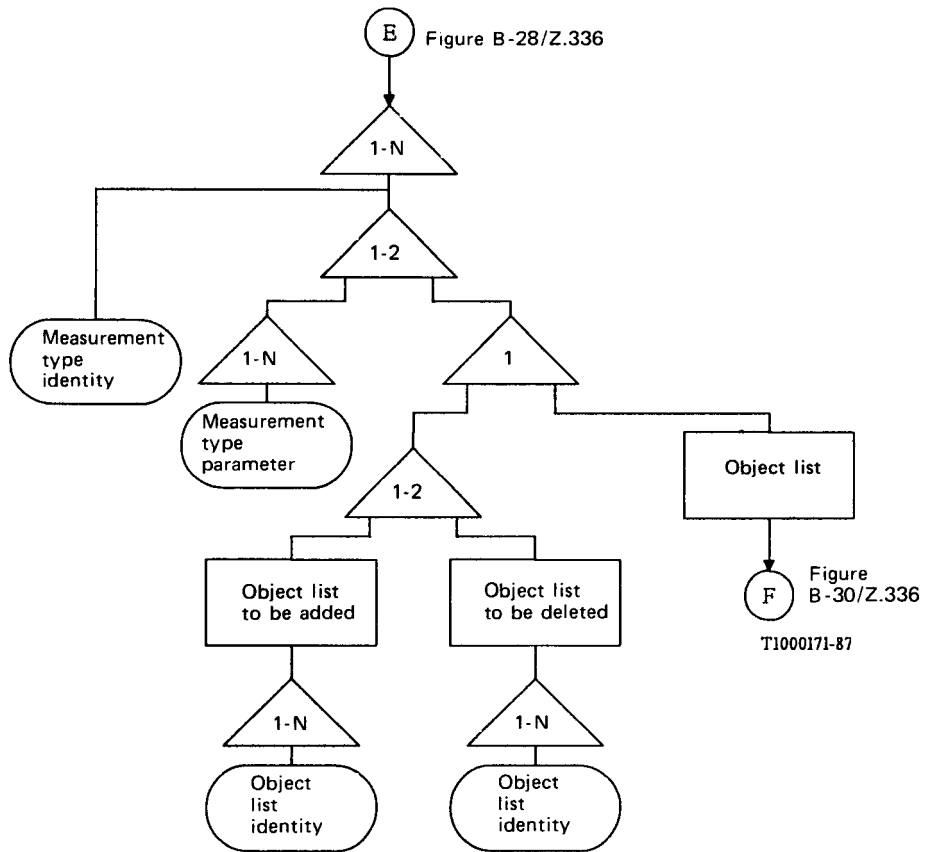 E
Figure B-28/Z.336
1-N
1-2
Measurement
type
identity
1-N
1
Measurement
type
parameter
Object list
1-2
Object list
to be added
Object list
to be deleted
F
Figure
B-30/Z.336
T1000171-87
1-N
1-N
Object
list
identity
Object
list
identity